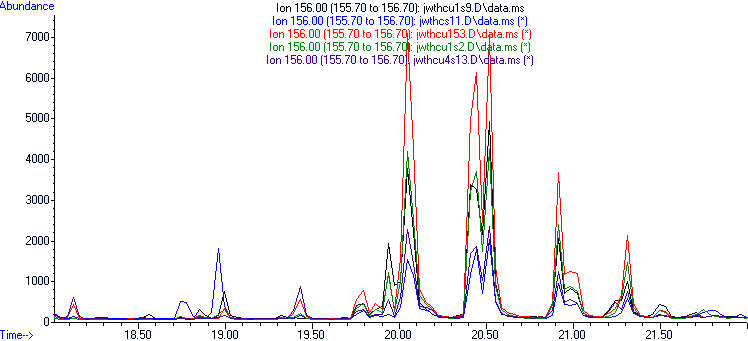 Abundance
Ion 156.00 (155.70 to 156.70): jwthcu1s9.D\data.ms
Ion 156.00 (155.70 to 156.70): jwthcs11.D\data.ms (*)
Ion 156.00 (155.70 to 156.70): jwthcu153.D\data.ms (*)
Ion 156.00 (155.70 to 156.70): jwthcu1s2.D\data.ms (*)
Ion 156.00 (155.70 to 156.70): jwthcu4s13.D\data.ms (*)
7000
6000
5000
4000
3000
2000
1000
0
18.50 19.00 19.50 20.00 20.50 21.00 21.50
Time-->